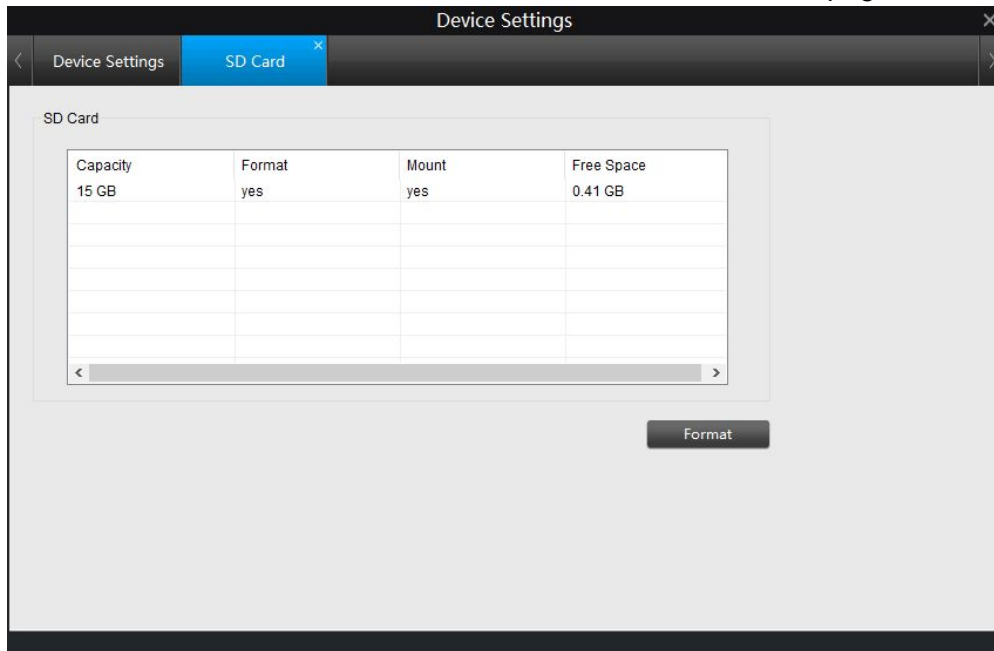 Device Settings
Device Settings SD Card
SD Card
Capacity Format Mount Free Space
15 GB yes yes 0.41 GB
Format